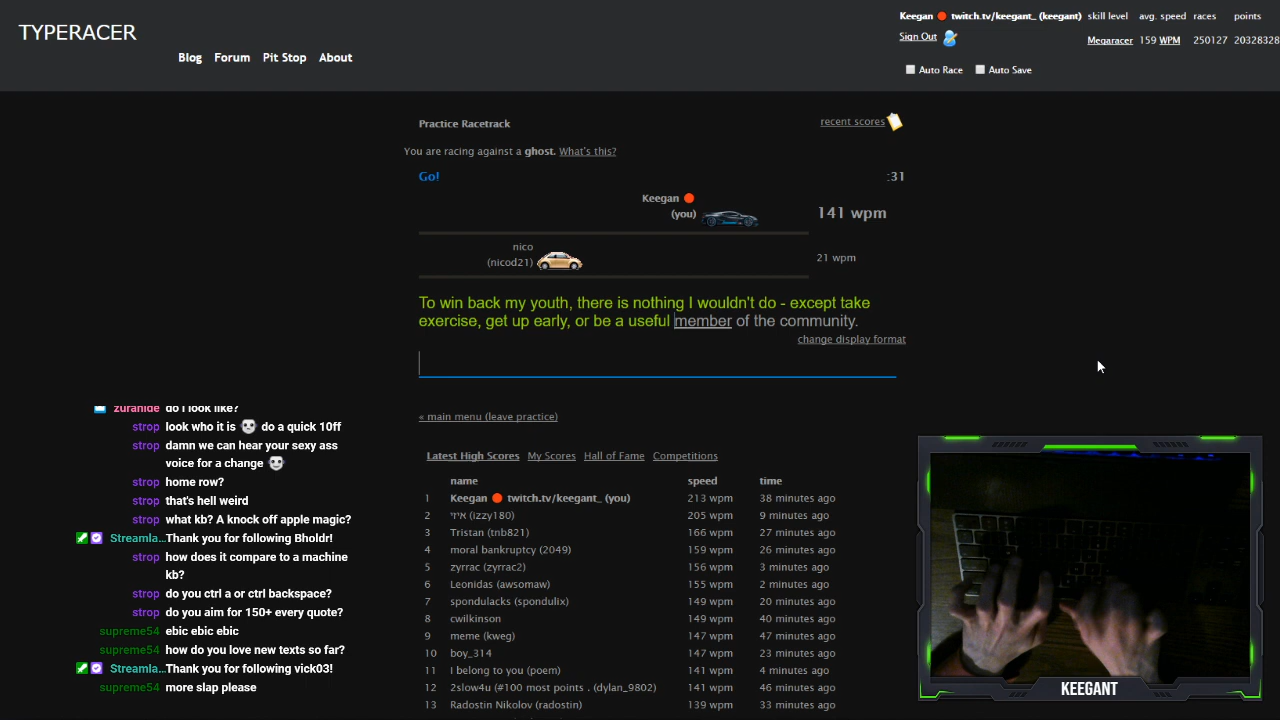 TYPERACER
Blog Forum Pit Stop About
Keegan twitch.tv/keegant_ (keegant) skill level avg. speed races points
Sign Out Megaracer 159 WPM 250127 20328328
Auto Race Auto Save
Practice Racetrack
recent scores
You are racing against a ghost. What's this?
Go! :31
Keegan
(you) 141 wpm
nico
(nicod21) 21 wpm
To win back my youth, there is nothing I wouldn't do - except take
exercise, get up early, or be a useful member of the community.
change display format
« main menu (leave practice)
Latest High Scores My Scores Hall of Fame Competitions
name speed time
1 Keegan twitch.tv/keegant_ (you) 213 wpm 38 minutes ago
2 איזי (izzy180) 205 wpm 9 minutes ago
3 Tristan (tnb821) 166 wpm 27 minutes ago
4 moral bankruptcy (2049) 159 wpm 26 minutes ago
5 zyrrac (zyrrac2) 156 wpm 3 minutes ago
6 Leonidas (awsomaw) 155 wpm 2 minutes ago
7 spondulacks (spondulix) 149 wpm 20 minutes ago
8 cwilkinson 149 wpm 40 minutes ago
9 meme (kweg) 147 wpm 47 minutes ago
10 boy_314 147 wpm 23 minutes ago
11 I belong to you (poem) 141 wpm 4 minutes ago
12 2slow4u (#100 most points . (dylan_9802) 141 wpm 46 minutes ago
13 Radostin Nikolov (radostin) 139 wpm 33 minutes ago
zuranide do I look like?
strop look who it is do a quick 10ff
strop damn we can hear your sexy ass
voice for a change
strop home row?
strop that's hell weird
strop what kb? A knock off apple magic?
Streamla... Thank you for following Bholdr!
strop how does it compare to a machine
kb?
strop do you ctrl a or ctrl backspace?
strop do you aim for 150+ every quote?
supreme54 ebic ebic ebic
supreme54 how do you love new texts so far?
Streamla... Thank you for following vick03!
supreme54 more slap please
KEEGANT